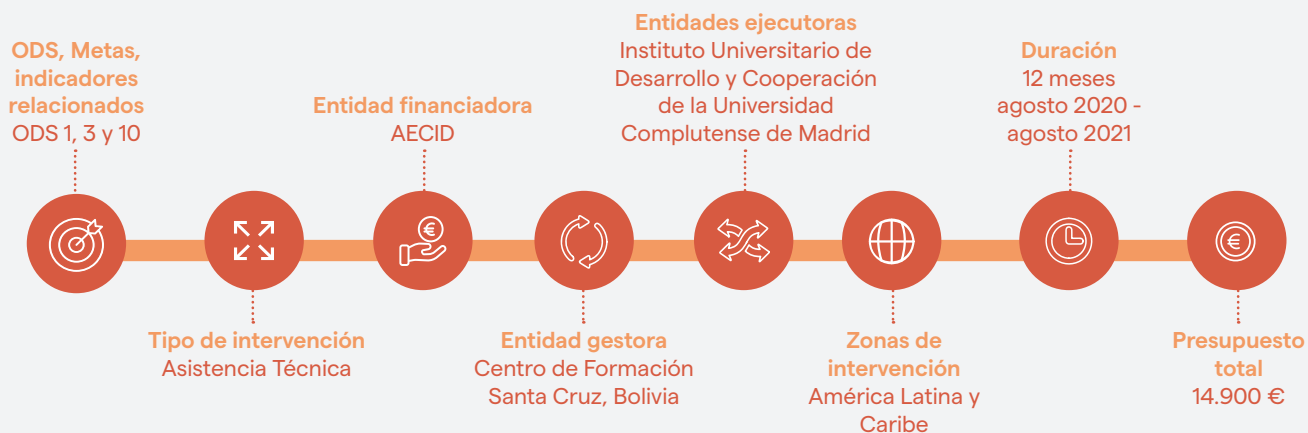 ODS, Metas,
indicadores
relacionados
ODS 1, 3 y 10
Tipo de intervención
Asistencia Técnica
Entidad financiadora
AECID
Entidad gestora
Centro de Formación
Santa Cruz, Bolivia
Entidades ejecutoras
Instituto Universitario de
Desarrollo y Cooperación
de la Universidad
Complutense de Madrid
Zonas de
intervención
América Latina y
Caribe
Duración
12 meses
agosto 2020 -
agosto 2021
Presupuesto
total
14.900 €